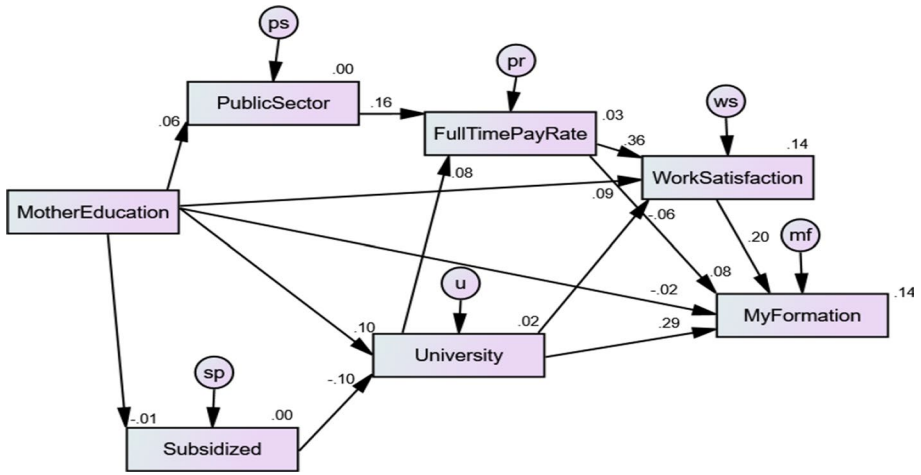 ps
.00
PublicSector
.06
.16
pr
.03
FullTimePayRate
.08
.36
ws
.14
WorkSatisfaction
.09
-.06
MotherEducation
.20
mf
.08
-.02
.14
MyFormation
.29
u
.02
.10
University
-.10
sp
.00
-.01
Subsidized